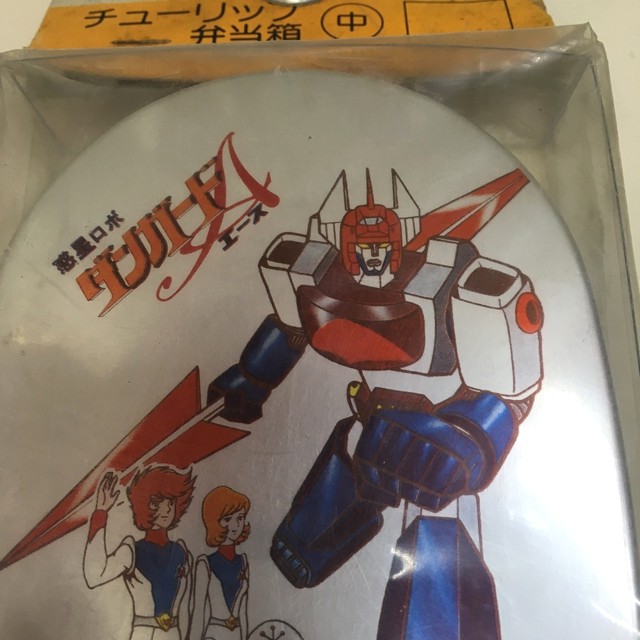 チューリップ
弁当箱 中
惑星ロボ
ダンガードA
エース